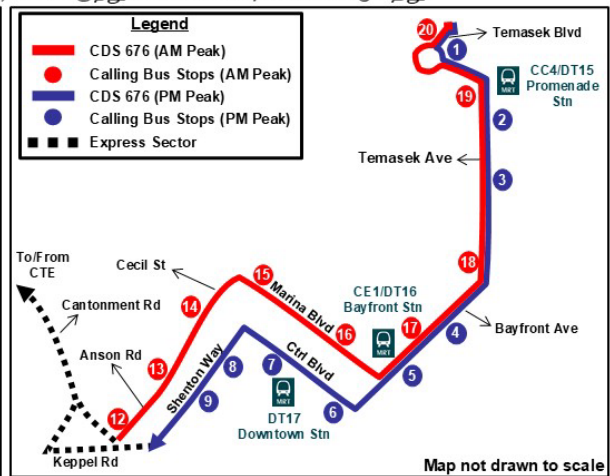 Legend
CDS 676 (AM Peak)
Calling Bus Stops (AM Peak)
CDS 676 (PM Peak)
Calling Bus Stops (PM Peak)
Express Sector
20
Temasek Blvd
1
CC4/DT15
Promenade
Stn
MRT
19
2
Temasek Ave
3
To/From
CTE
Cecil St
15
18
Cantonment Rd
14
Marina Blvd
16
CE1/DT16
Bayfront Stn
17
MRT
4
Bayfront Ave
Anson Rd
13
Shenton Way
8
7
Ctrl Blvd
5
12
9
MRT
6
DT17
Downtown Stn
Keppel Rd
Map not drawn to scale